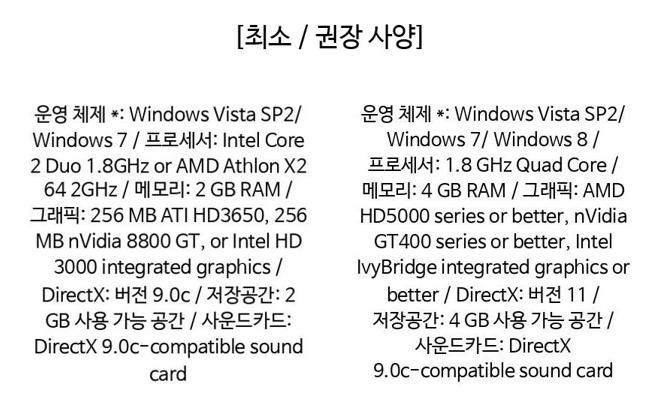 [최소 / 권장 사양]
운영 체제 *: Windows Vista SP2/
Windows 7 / 프로세서: Intel Core
2 Duo 1.8GHz or AMD Athlon X2
64 2GHz / 메모리: 2 GB RAM /
그래픽: 256 MB ATI HD3650, 256
MB nVidia 8800 GT, or Intel HD
3000 integrated graphics /
DirectX: 버전 9.0c / 저장공간: 2
GB 사용 가능 공간 / 사운드카드:
DirectX 9.0c-compatible sound
card
운영 체제 *: Windows Vista SP2/
Windows 7/ Windows 8 /
프로세서: 1.8 GHz Quad Core /
메모리: 4 GB RAM / 그래픽: AMD
HD5000 series or better, nVidia
GT400 series or better, Intel
IvyBridge integrated graphics or
better / DirectX: 버전 11 /
저장공간: 4 GB 사용 가능 공간 /
사운드카드: DirectX
9.0c-compatible sound card